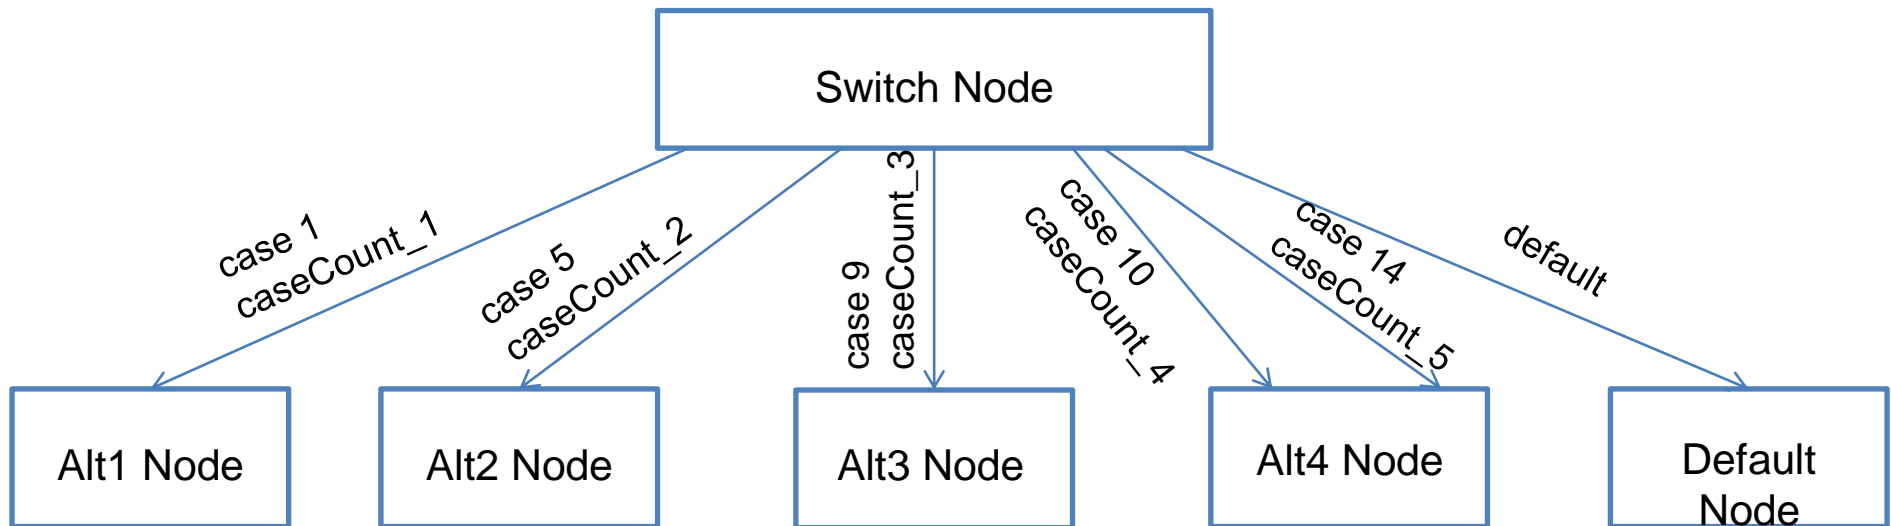 Switch Node
case 1
caseCount_1
case 5
caseCount_2
case 9
caseCount_3
case 10
caseCount_4
case 14
caseCount_5
default
Alt1 Node
Alt2 Node
Alt3 Node
Alt4 Node
Default
Node